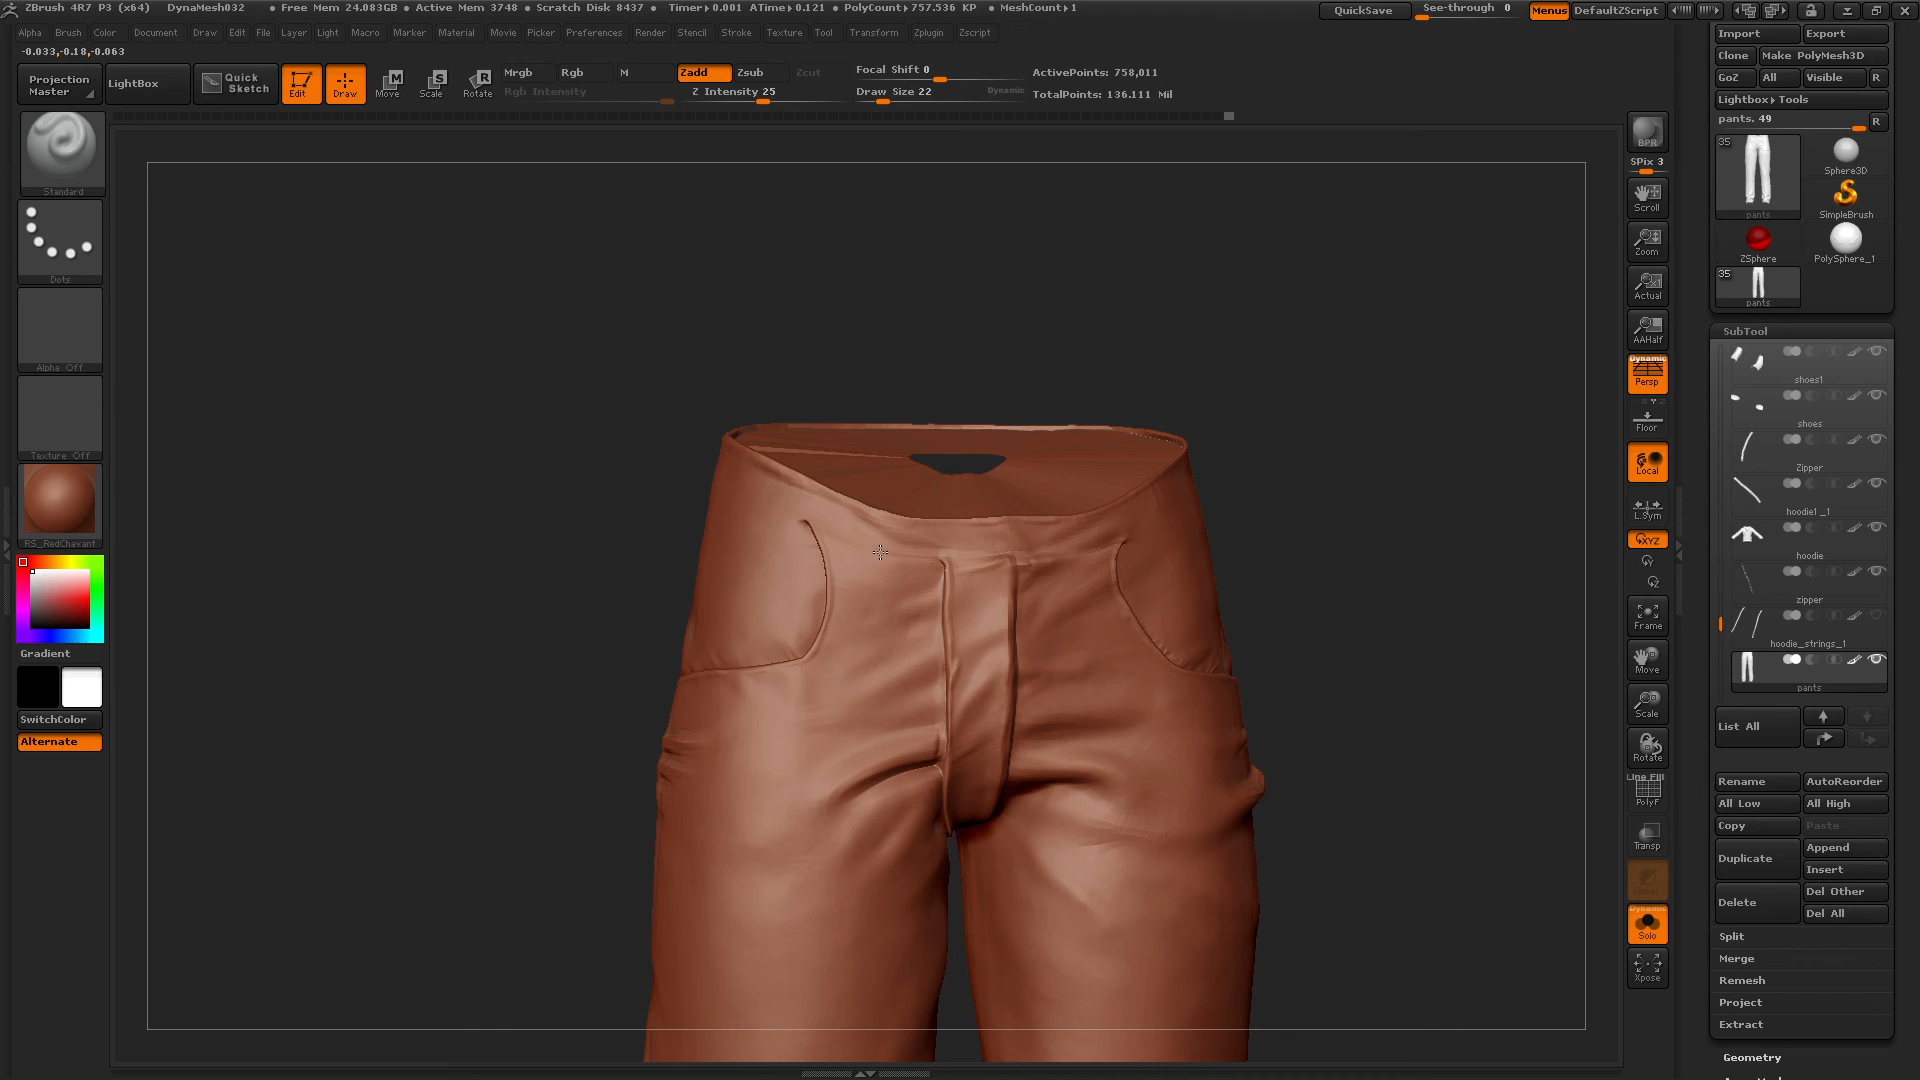 ZBrush 4R7 P3 (x64) DynaMesh032 • Free Mem 24.083GB • Active Mem 3748 • Scratch Disk 8437 • Timer▸0.001 ATime▸0.121 • PolyCount▸757.536 KP • MeshCount▸1
QuickSave See-through 0 Menus DefaultZScript
Alpha Brush Color Document Draw Edit File Layer Light Macro Marker Material Movie Picker Preferences Render Stencil Stroke Texture Tool Transform Zplugin Zscript
-0.033,-0.18,-0.063
Projection Master
LightBox
Quick Sketch
Edit
Draw
Move
Scale
Rotate
Mrgb Rgb M
Rgb Intensity
Zadd Zsub Zcut
Z Intensity 25
Focal Shift 0
Draw Size 22
Dynamic
ActivePoints: 758,011
TotalPoints: 136.111 Mil
Standard
Dots
Alpha Off
Texture Off
RS_RedChavant
Gradient
SwitchColor
Alternate
BPR
SPix 3
Scroll
Zoom
Actual
AAHalf
Dynamic
Persp
Floor
Local
L.Sym
XYZ
Y
Z
Frame
Move
Scale
Rotate
Line Fill
PolyF
Transp
Dynamic
Solo
Xpose
Import Export
Clone Make PolyMesh3D
GoZ All Visible R
Lightbox▸Tools
pants. 49 R
35
pants
Sphere3D
SimpleBrush
ZSphere
PolySphere_1
35
pants
SubTool
shoes1
shoes
Zipper
hoodie1_1
hoodie
zipper
hoodie_strings_1
pants
List All
Rename AutoReorder
All Low All High
Copy Paste
Duplicate Append
Insert
Delete Del Other
Del All
Split
Merge
Remesh
Project
Extract
Geometry